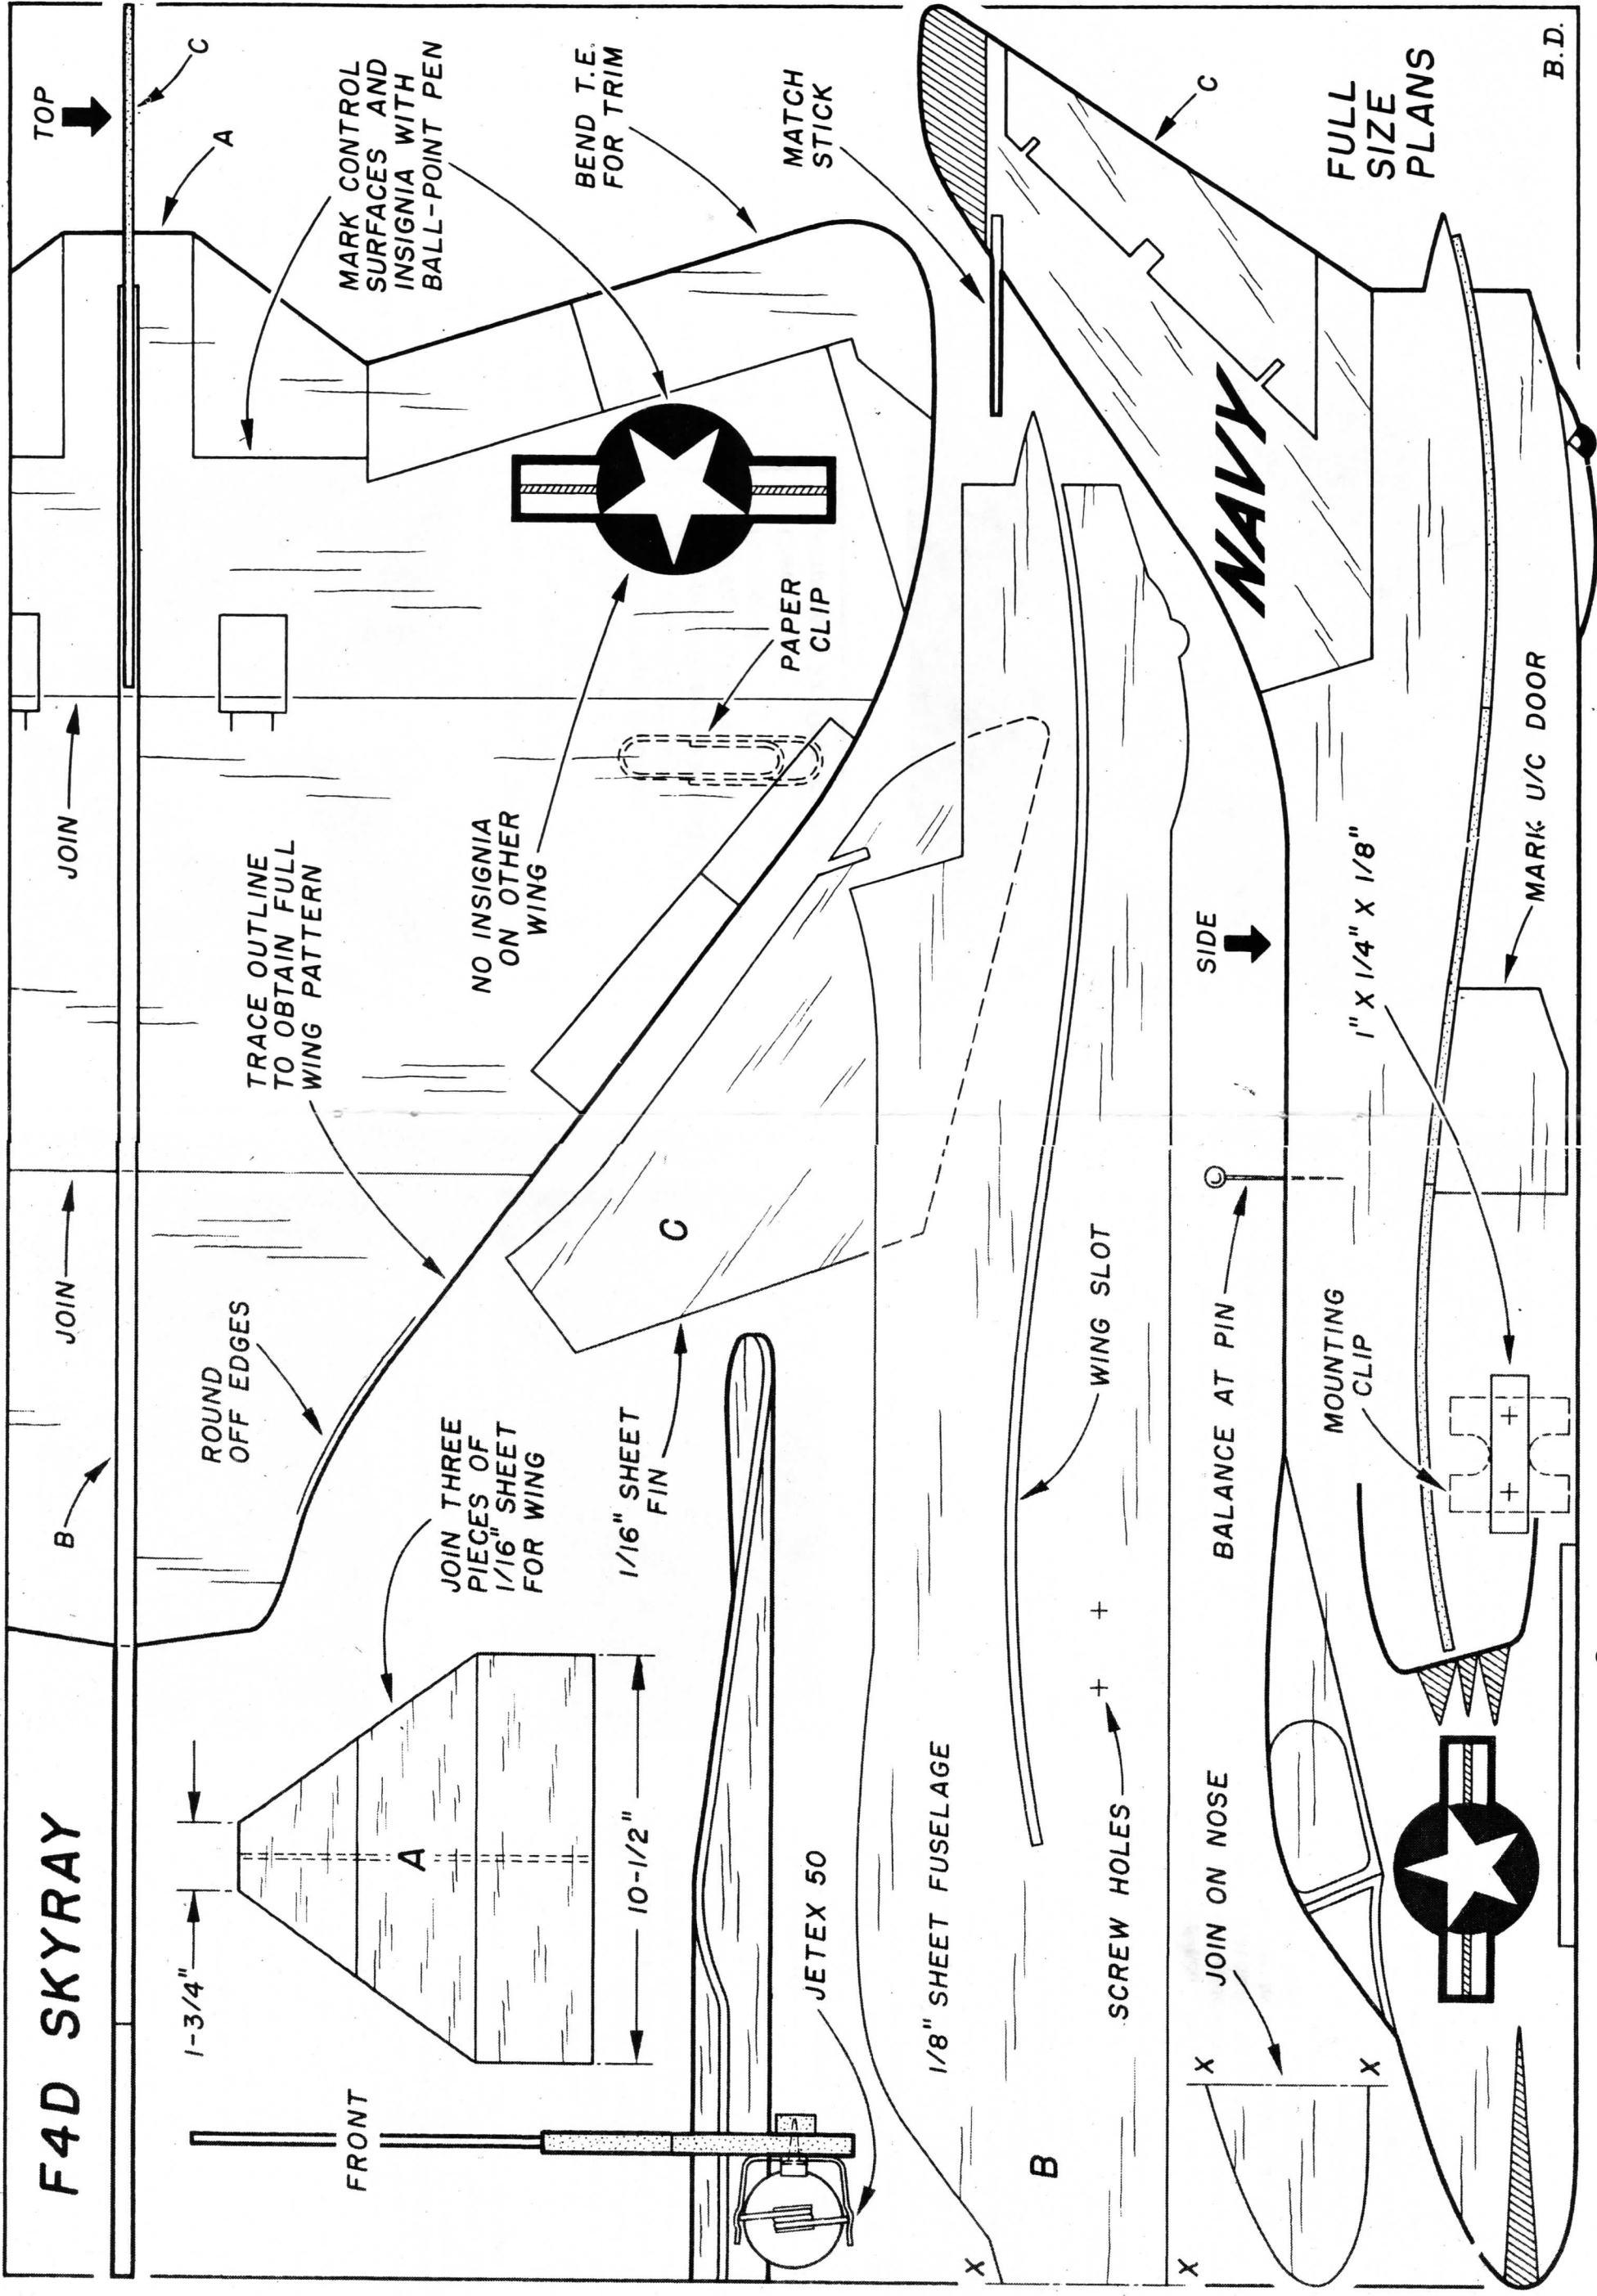 F4D SKYRAY
B
JOIN
JOIN
TOP
C
A
1-3/4"
ROUND
OFF EDGES
TRACE OUTLINE
TO OBTAIN FULL
WING PATTERN
MARK CONTROL
SURFACES AND
INSIGNIA WITH
BALL-POINT PEN
FRONT
A
JOIN THREE
PIECES OF
1/16" SHEET
FOR WING
NO INSIGNIA
ON OTHER
WING
BEND T.E.
FOR TRIM
10-1/2"
1/16" SHEET
FIN
C
PAPER
CLIP
MATCH
STICK
JETEX 50
1/8" SHEET FUSELAGE
X
B
SCREW HOLES
WING SLOT
X
JOIN ON NOSE
X
X
BALANCE AT PIN
SIDE
NAVY
C
MOUNTING
CLIP
1" X 1/4" X 1/8"
MARK U/C DOOR
FULL
SIZE
PLANS
B.D.